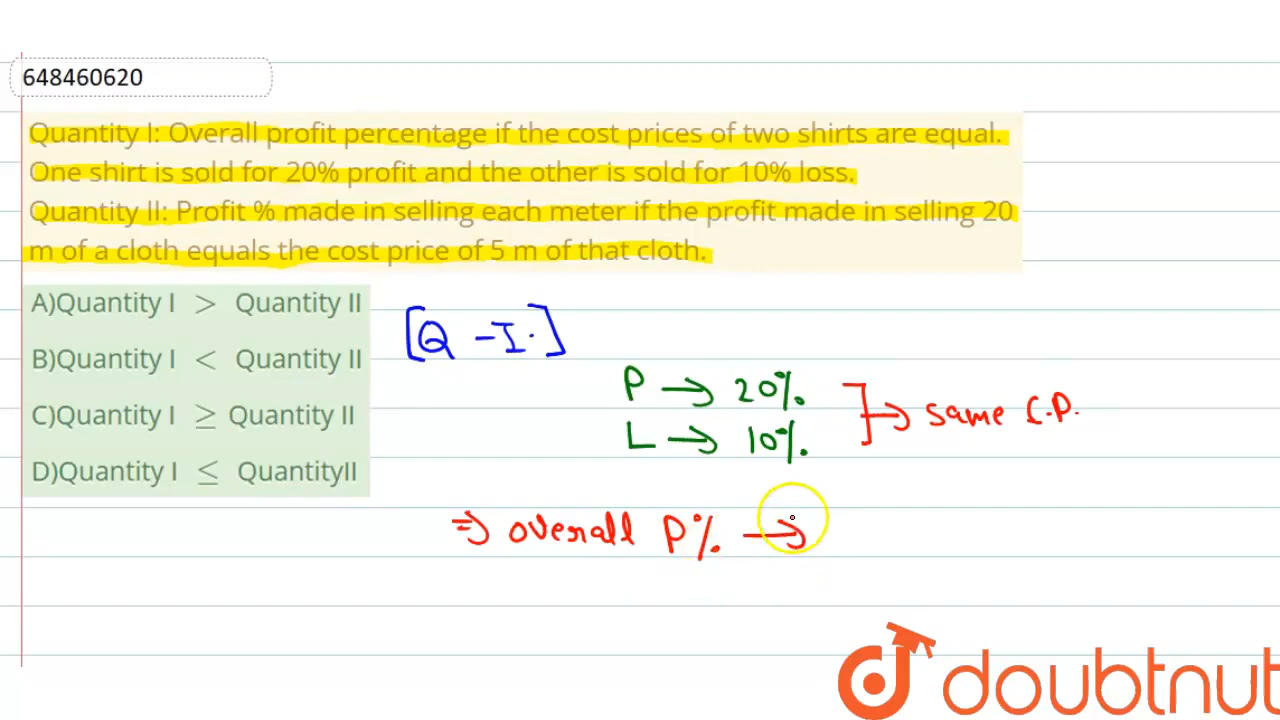 648460620
Quantity I: Overall profit percentage if the cost prices of two shirts are equal.
One shirt is sold for 20% profit and the other is sold for 10% loss.
Quantity II: Profit % made in selling each meter if the profit made in selling 20
m of a cloth equals the cost price of 5 m of that cloth.
A)Quantity I > Quantity II
B)Quantity I < Quantity II
C)Quantity I ≥ Quantity II
D)Quantity I ≤ QuantityII
[Q - I.]
P → 20%.
L → 10%.
→ same C.P.
⇒ overall P%. →
doubtnut